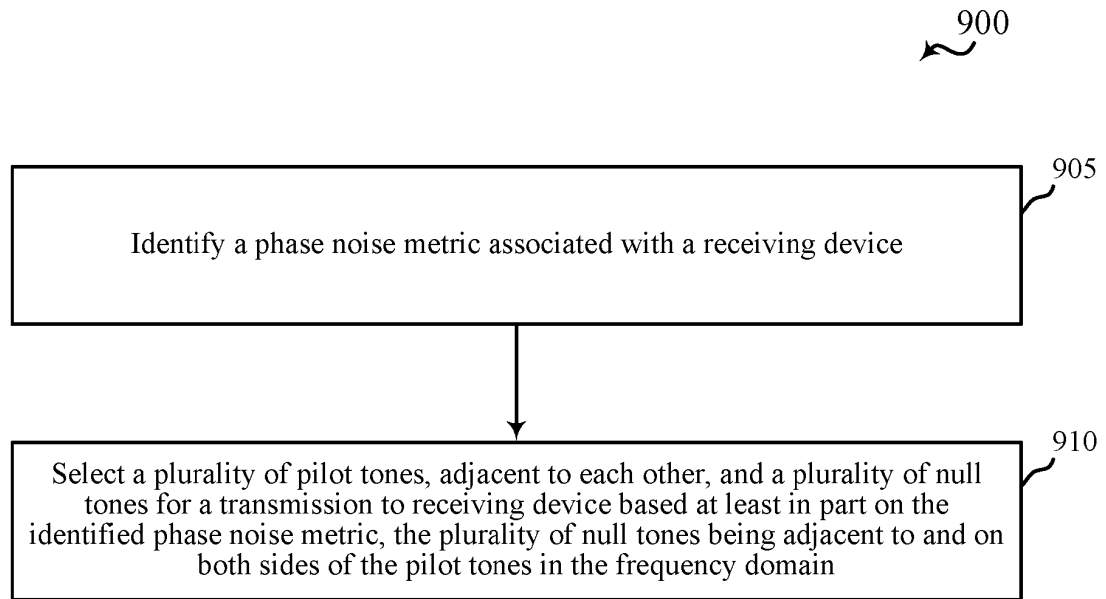 900
905
Identify a phase noise metric associated with a receiving device
910
Select a plurality of pilot tones, adjacent to each other, and a plurality of null
tones for a transmission to receiving device based at least in part on the
identified phase noise metric, the plurality of null tones being adjacent to and on
both sides of the pilot tones in the frequency domain